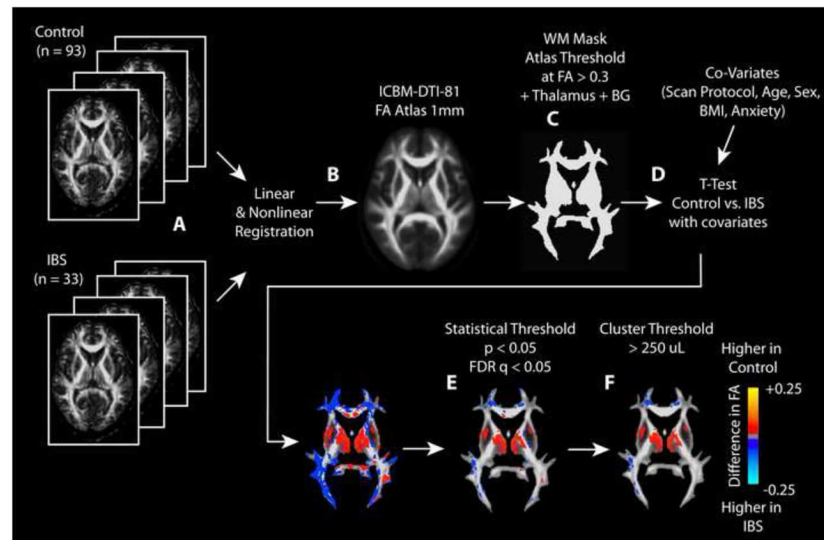 Control
(n = 93)
A
IBS
(n = 33)
Linear
& Nonlinear
Registration
B
ICBM-DTI-81
FA Atlas 1mm
WM Mask
Atlas Threshold
at FA > 0.3
+ Thalamus + BG
C
Co-Variates
(Scan Protocol, Age, Sex,
BMI, Anxiety)
D
T-Test
Control vs. IBS
with covariates
Statistical Threshold
p < 0.05
FDR q < 0.05
E
Cluster Threshold
> 250 uL
F
Higher in
Control
+0.25
Difference in FA
-0.25
Higher in
IBS